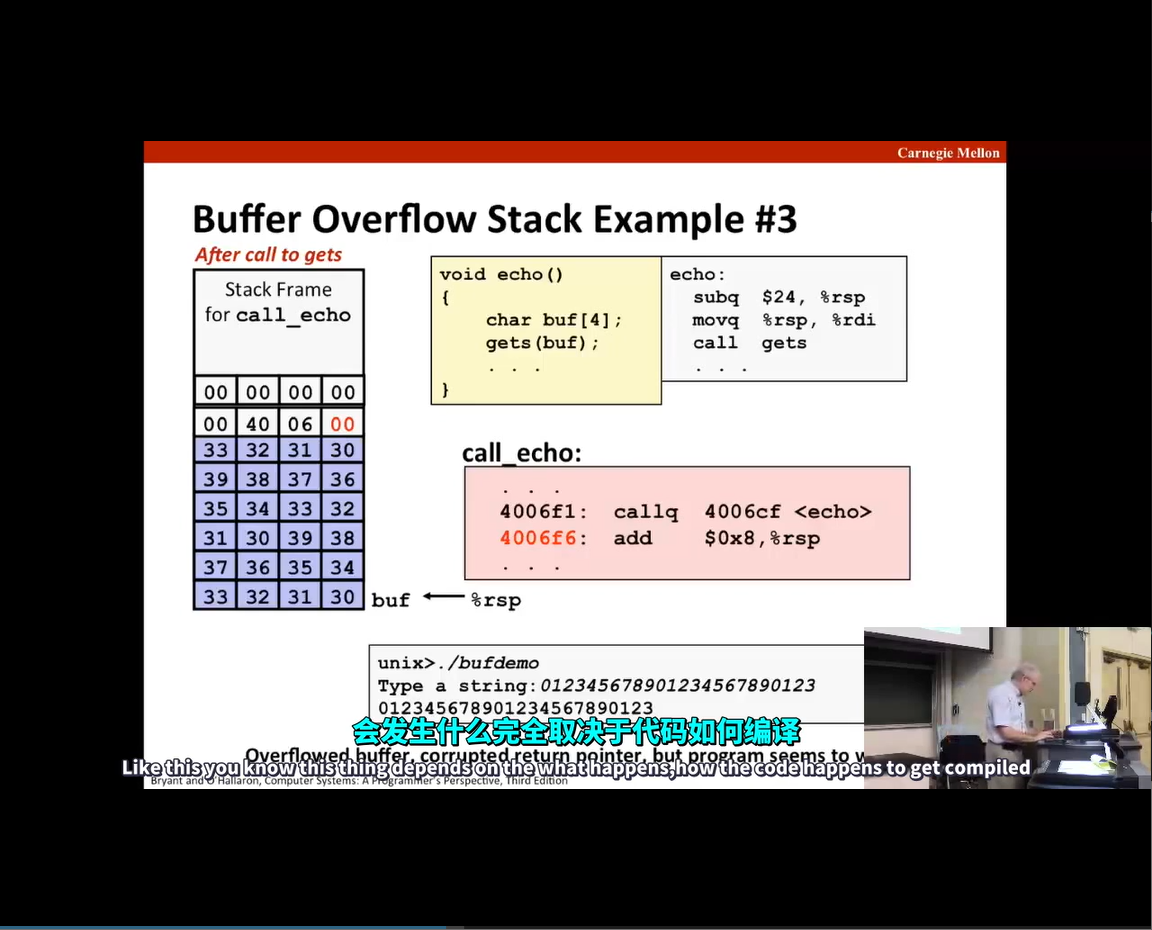 Carnegie Mellon
Buffer Overflow Stack Example #3
After call to gets
Stack Frame
for call_echo
00 00 00 00
00 40 06 00
33 32 31 30
39 38 37 36
35 34 33 32
31 30 39 38
37 36 35 34
33 32 31 30
buf
%rsp
void echo()
{
char buf[4];
gets(buf);
. . .
}
echo:
subq $24, %rsp
movq %rsp, %rdi
call gets
. . .
call_echo:
. . .
4006f1: callq 4006cf <echo>
4006f6: add $0x8,%rsp
. . .
unix>./bufdemo
Type a string:012345678901234567890123
012345678901234567890123
会发生什么完全取决于代码如何编译
Overflowed buffer, corrupted return pointer, but program seems to
Like this you know this thing depends on the what happens,how the code happens to get compiled
Bryant and O'Hallaron, Computer Systems: A Programmer's Perspective, Third Edition